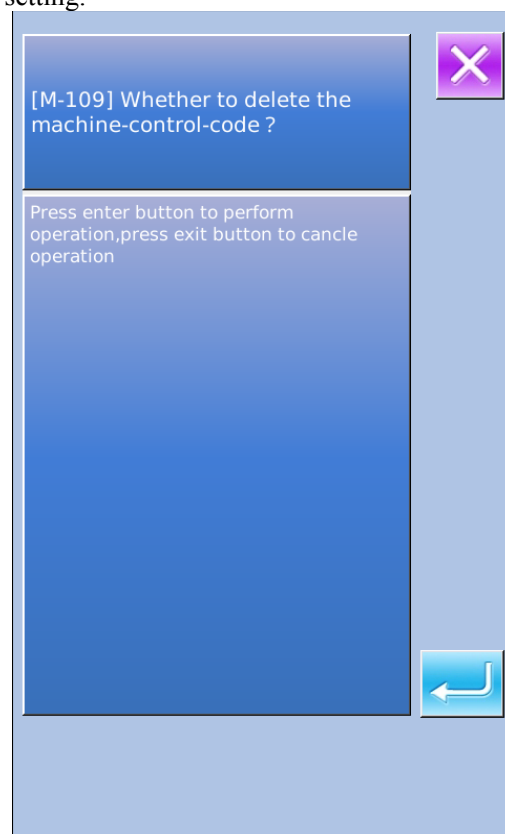 setting.
[M-109] Whether to delete the
machine-control-code ?
Press enter button to perform
operation,press exit button to cancle
operation